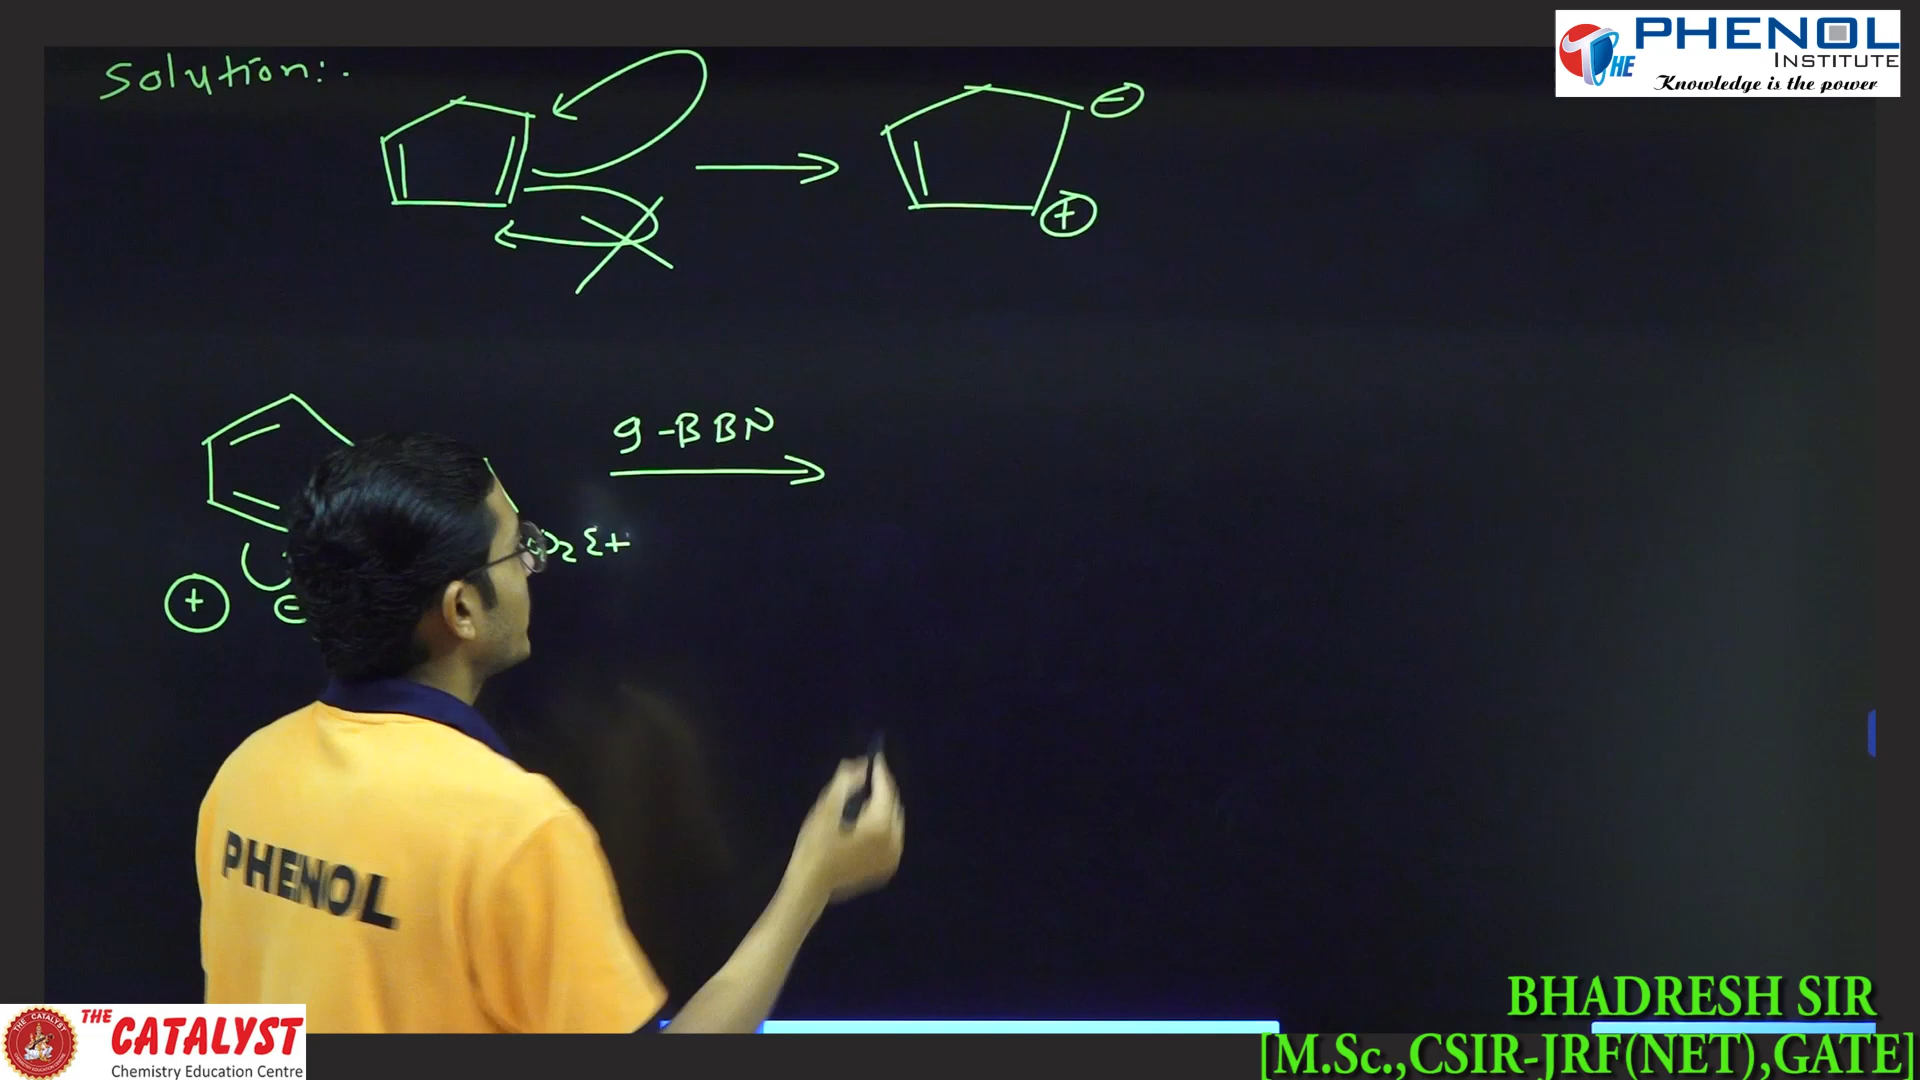 THE PHENOL
INSTITUTE
Knowledge is the power
Solution:.
⊖
⊕
9-BBN
⊕
⊖
PHENOL
THE CATALYST
Chemistry Education Centre
BHADRESH SIR
[M.Sc.,CSIR-JRF(NET),GATE]